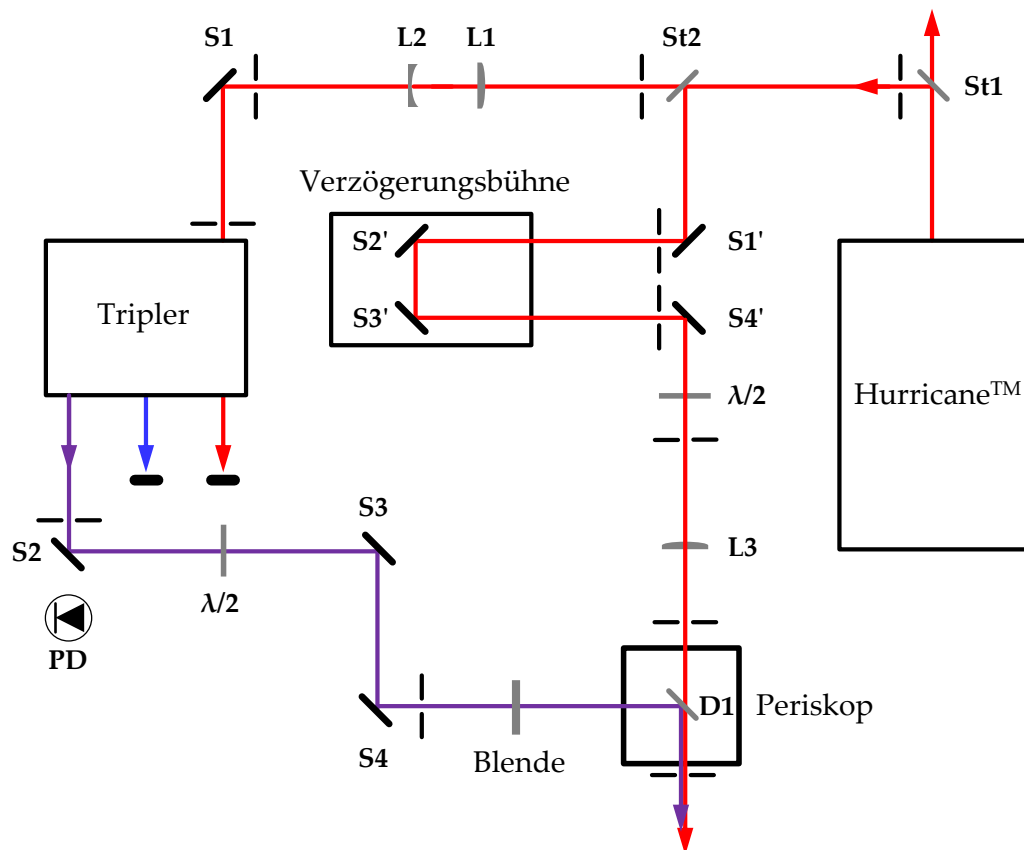 S1
L2
L1
St2
St1
Verzögerungsbühne
S2'
S1'
S3'
S4'
Tripler
λ/2
Hurricane™
S3
S2
L3
λ/2
PD
D1
Periskop
S4
Blende